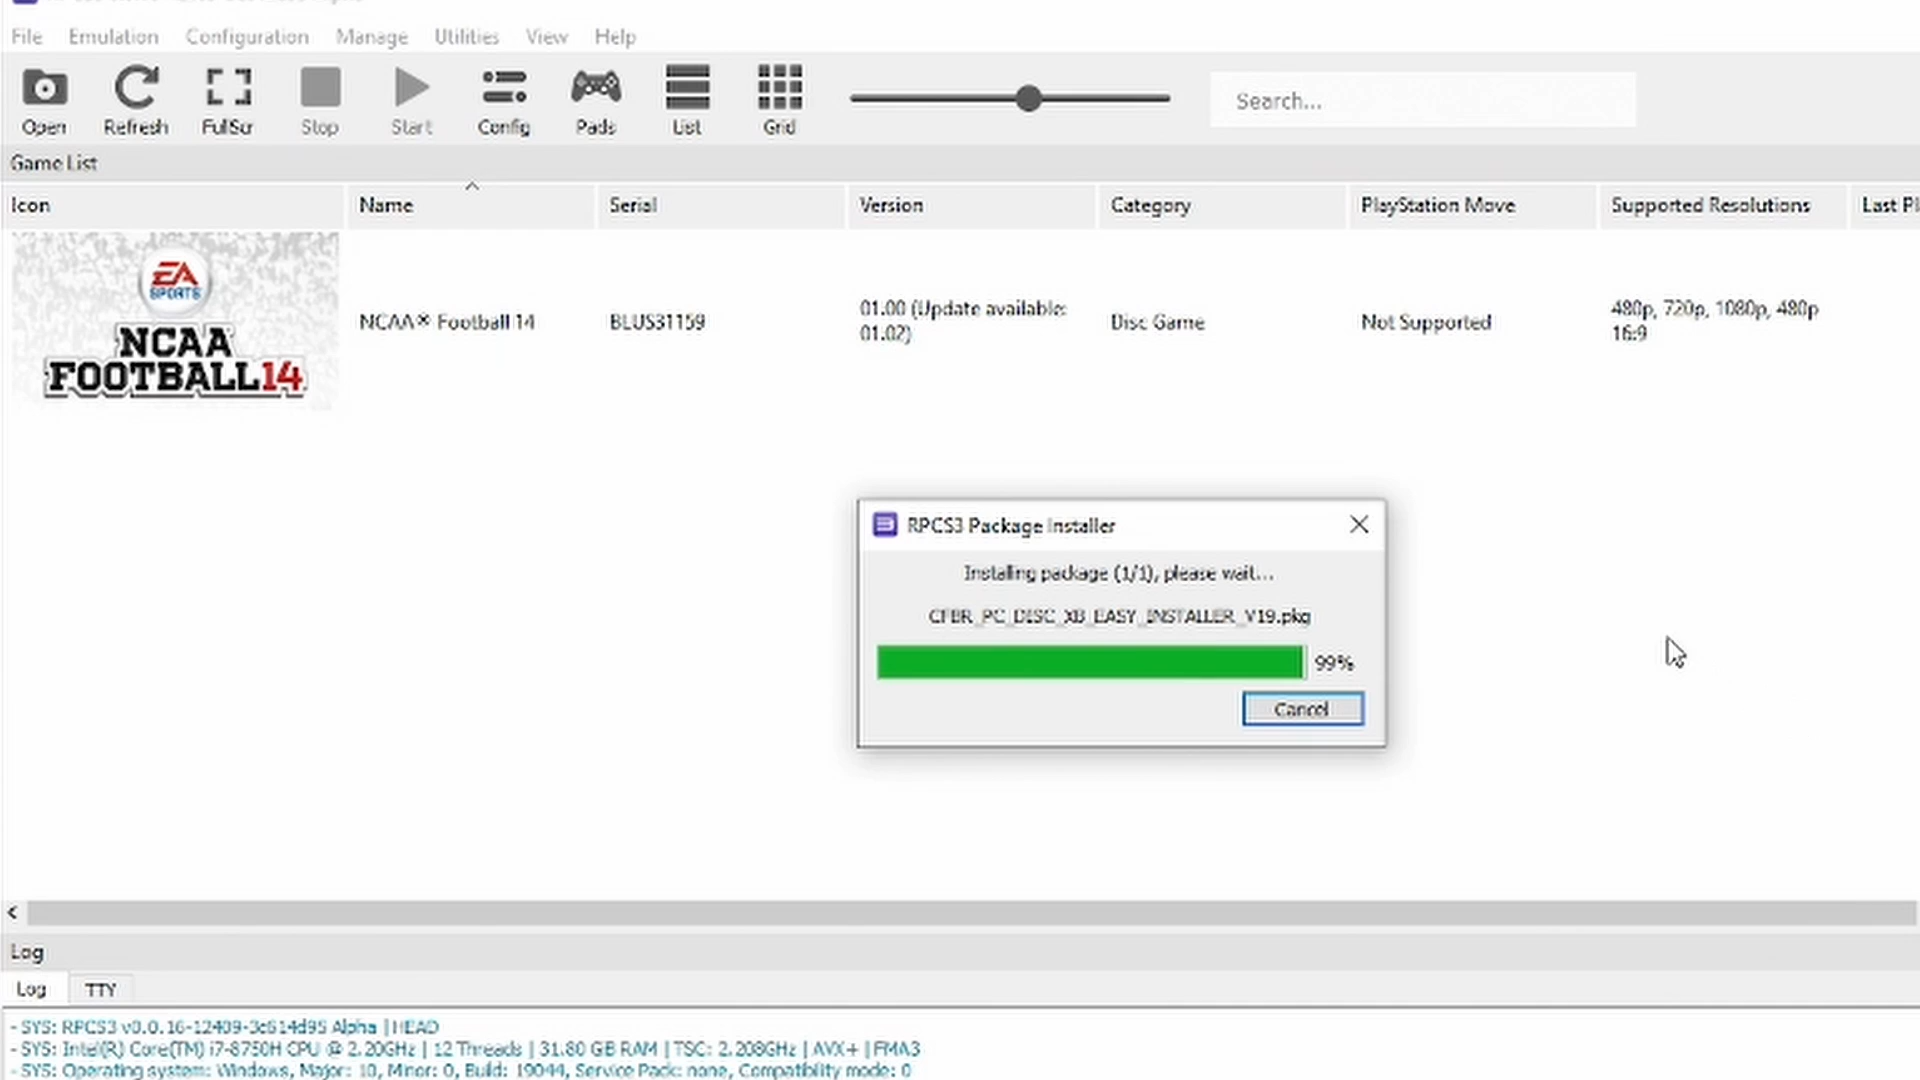 File Emulation Configuration Manage Utilities View Help
Open Refresh FullScr Stop Start Config Pads List Grid Search...
Game List
Icon Name Serial Version Category PlayStation Move Supported Resolutions Last Pl
EA
SPORTS
NCAA
FOOTBALL14
NCAA® Football 14 BLUS31159 01.00 (Update available: 01.02) Disc Game Not Supported 480p, 720p, 1080p, 480p 16:9
RPCS3 Package Installer
Installing package (1/1), please wait...
CFBR_PC_DISC_XB_EASY_INSTALLER_V19.pkg
99%
Cancel
Log
Log TTY
- SYS: RPCS3 v0.0.16-12409-3c614d95 Alpha | HEAD
- SYS: Intel(R) Core(TM) i7-8750H CPU @ 2.20GHz | 12 Threads | 31.80 GB RAM | TSC: 2.208GHz | AVX+ | FMA3
- SYS: Operating system: Windows, Major: 10, Minor: 0, Build: 19044, Service Pack: none, Compatibility mode: 0